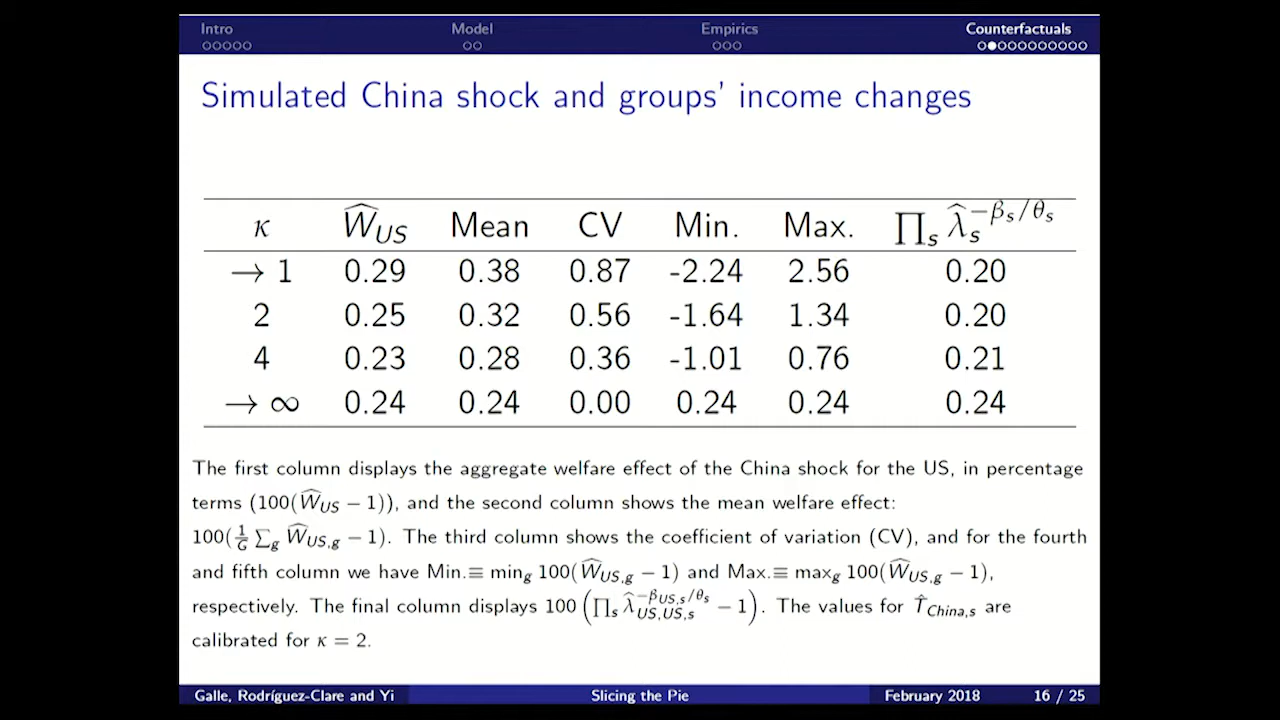 Intro Model Empirics Counterfactuals
Simulated China shock and groups' income changes
κ Ŵ_US Mean CV Min. Max. ∏_s λ̂_s^{−β_s/θ_s}
→ 1 0.29 0.38 0.87 -2.24 2.56 0.20
2 0.25 0.32 0.56 -1.64 1.34 0.20
4 0.23 0.28 0.36 -1.01 0.76 0.21
→ ∞ 0.24 0.24 0.00 0.24 0.24 0.24
The first column displays the aggregate welfare effect of the China shock for the US, in percentage
terms (100(Ŵ_US − 1)), and the second column shows the mean welfare effect:
100(1/G ∑_g Ŵ_US,g − 1). The third column shows the coefficient of variation (CV), and for the fourth
and fifth column we have Min.≡ min_g 100(Ŵ_US,g − 1) and Max.≡ max_g 100(Ŵ_US,g − 1),
respectively. The final column displays 100 (∏_s λ̂_{US,US,s}^{−β_US,s/θ_s} − 1). The values for T̂_China,s are
calibrated for κ = 2.
Galle, Rodríguez-Clare and Yi Slicing the Pie February 2018 16 / 25